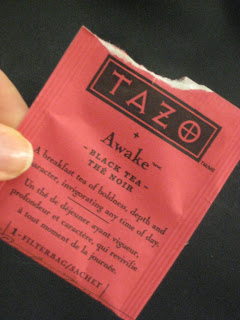 TAZO
Awake™
-BLACK TEA-
THÉ NOIR
A breakfast tea of boldness, depth and
character, invigorating any time of day.
Un thé de déjeuner ayant vigueur,
profondeur et caractère, qui revivifie
à tout moment de la journée.
1-FILTERBAG/SACHET